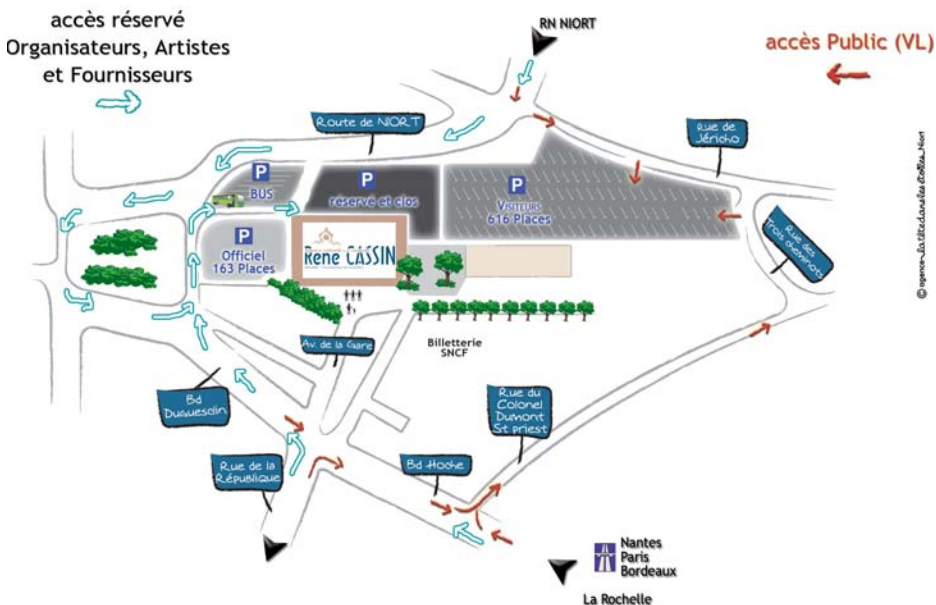 accès réservé
Organisateurs, Artistes
et Fournisseurs
RN NIORT
accès Public (VL)
Route de NIORT
Rue de
Jéricho
P
BUS
P
réservé et clos
P
VISITEURS
616 Places
P
Officiel
163 Places
René CASSIN
Rue des
Trois cheminots
Av. de la Gare
Billetterie
SNCF
Bd
Duguesclin
Rue du
Colonel
Dumont
St priest
Rue de la
République
Bd Hoche
Nantes
Paris
Bordeaux
La Rochelle
© agence_latêtedanslesétoiles_Niort